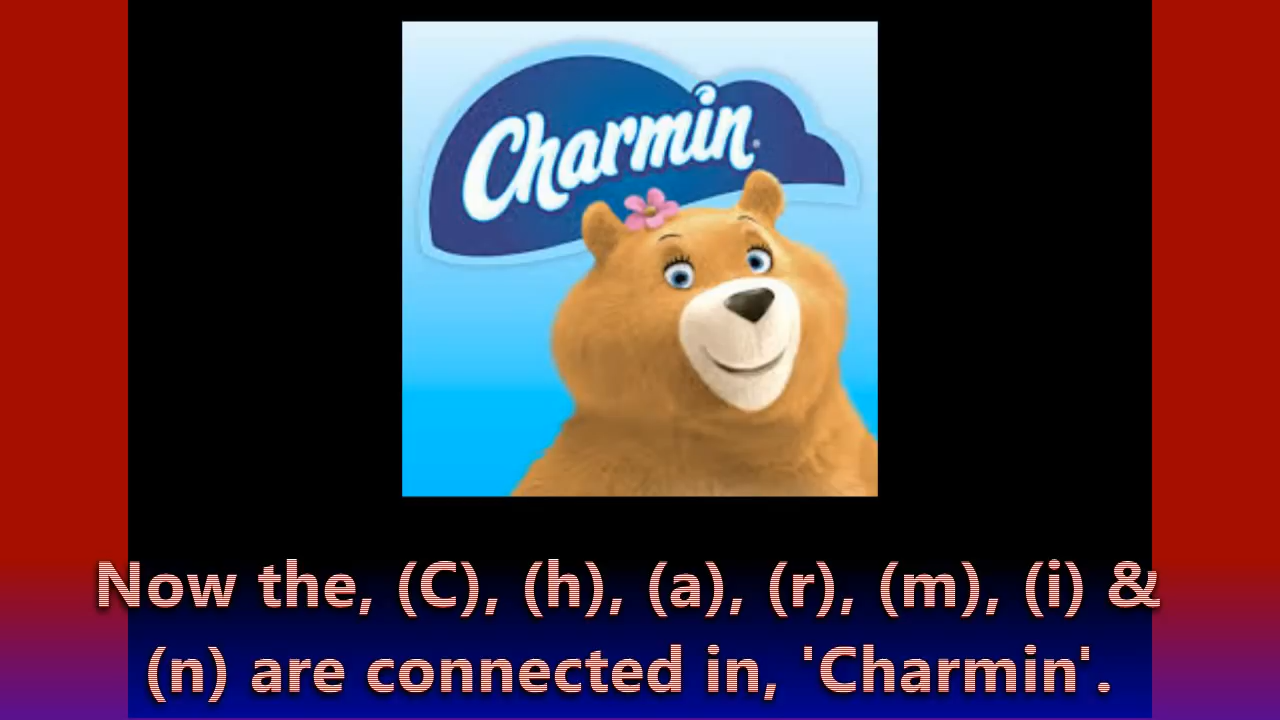 Charmin
Now the, (C), (h), (a), (r), (m), (i) &
(n) are connected in, 'Charmin'.